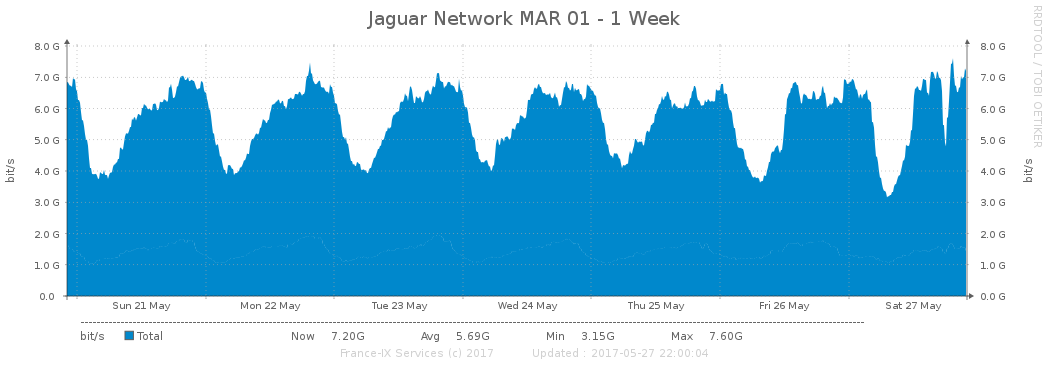 Jaguar Network MAR 01 - 1 Week
RRDTOOL / TOBI OETIKER
8.0 G 8.0 G
7.0 G 7.0 G
6.0 G 6.0 G
5.0 G 5.0 G
4.0 G 4.0 G
3.0 G 3.0 G
2.0 G 2.0 G
1.0 G 1.0 G
0.0 0.0 G
bit/s bit/s
Sun 21 May Mon 22 May Tue 23 May Wed 24 May Thu 25 May Fri 26 May Sat 27 May
bit/s Total Now 7.20G Avg 5.69G Min 3.15G Max 7.60G
France-IX Services (c) 2017 Updated : 2017-05-27 22:00:04